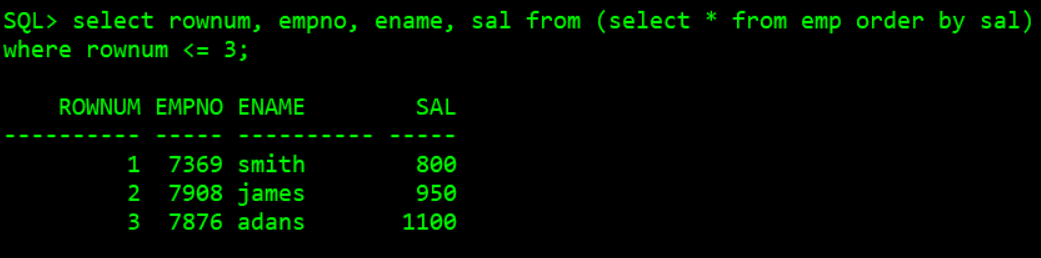 SQL> select rownum, empno, ename, sal from (select * from emp order by sal)
where rownum <= 3;
ROWNUM EMPNO ENAME SAL
---------- ----- ---------- -----
1 7369 smith 800
2 7908 james 950
3 7876 adans 1100